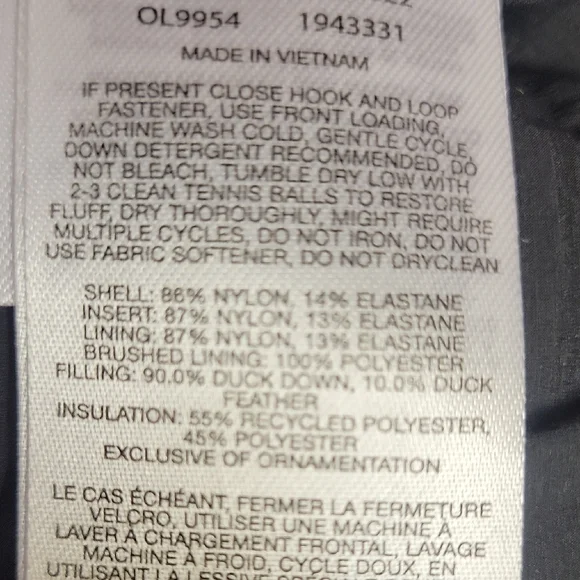 OL9954 1943331
MADE IN VIETNAM
IF PRESENT CLOSE HOOK AND LOOP
FASTENER, USE FRONT LOADING,
MACHINE WASH COLD, GENTLE CYCLE,
DOWN DETERGENT RECOMMENDED, DO
NOT BLEACH, TUMBLE DRY LOW WITH
2-3 CLEAN TENNIS BALLS TO RESTORE
FLUFF, DRY THOROUGHLY, MIGHT REQUIRE
MULTIPLE CYCLES, DO NOT IRON, DO NOT
USE FABRIC SOFTENER, DO NOT DRYCLEAN
SHELL: 86% NYLON, 14% ELASTANE
INSERT: 87% NYLON, 13% ELASTANE
LINING: 87% NYLON, 13% ELASTANE
BRUSHED LINING: 100% POLYESTER
FILLING: 90.0% DUCK DOWN, 10.0% DUCK
FEATHER
INSULATION: 55% RECYCLED POLYESTER,
45% POLYESTER
EXCLUSIVE OF ORNAMENTATION
LE CAS ÉCHÉANT, FERMER LA FERMETURE
VELCRO, UTILISER UNE MACHINE À
LAVER À CHARGEMENT FRONTAL, LAVAGE
MACHINE À FROID, CYCLE DOUX, EN
UTILISANT LA LESSIVE